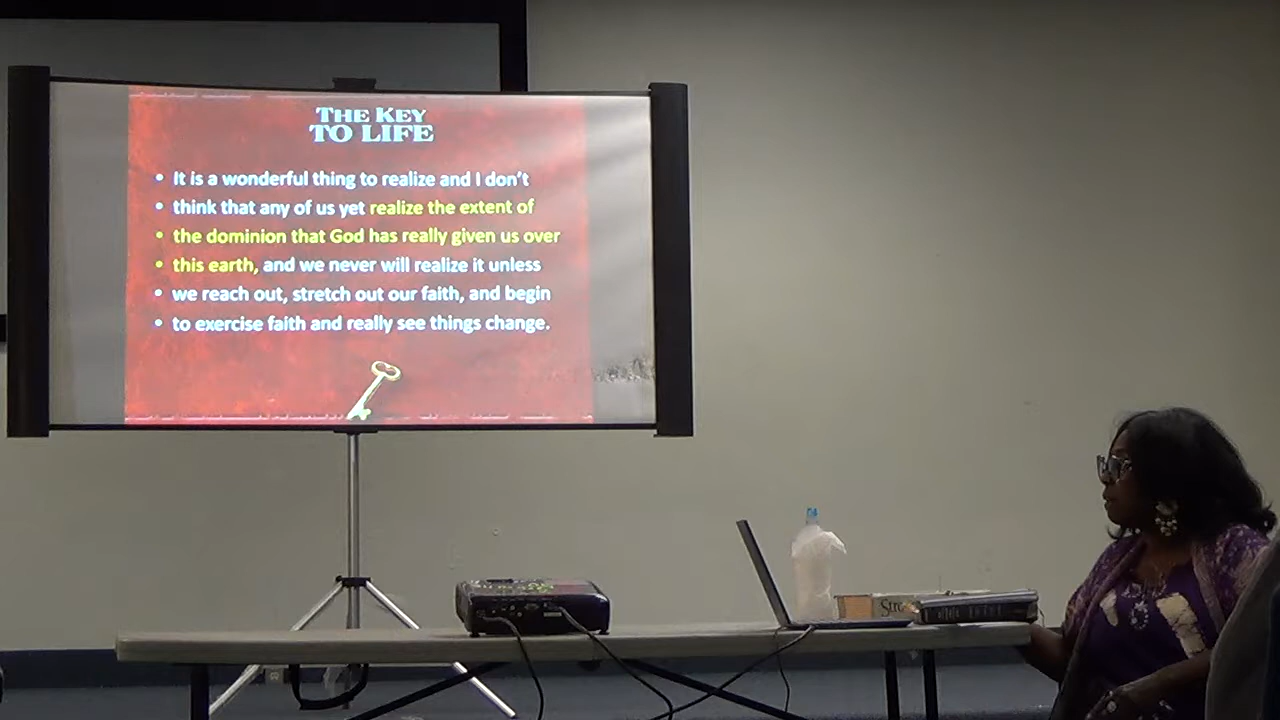 THE KEY
TO LIFE
• It is a wonderful thing to realize and I don't
• think that any of us yet realize the extent of
• the dominion that God has really given us over
• this earth, and we never will realize it unless
• we reach out, stretch out our faith, and begin
• to exercise faith and really see things change.